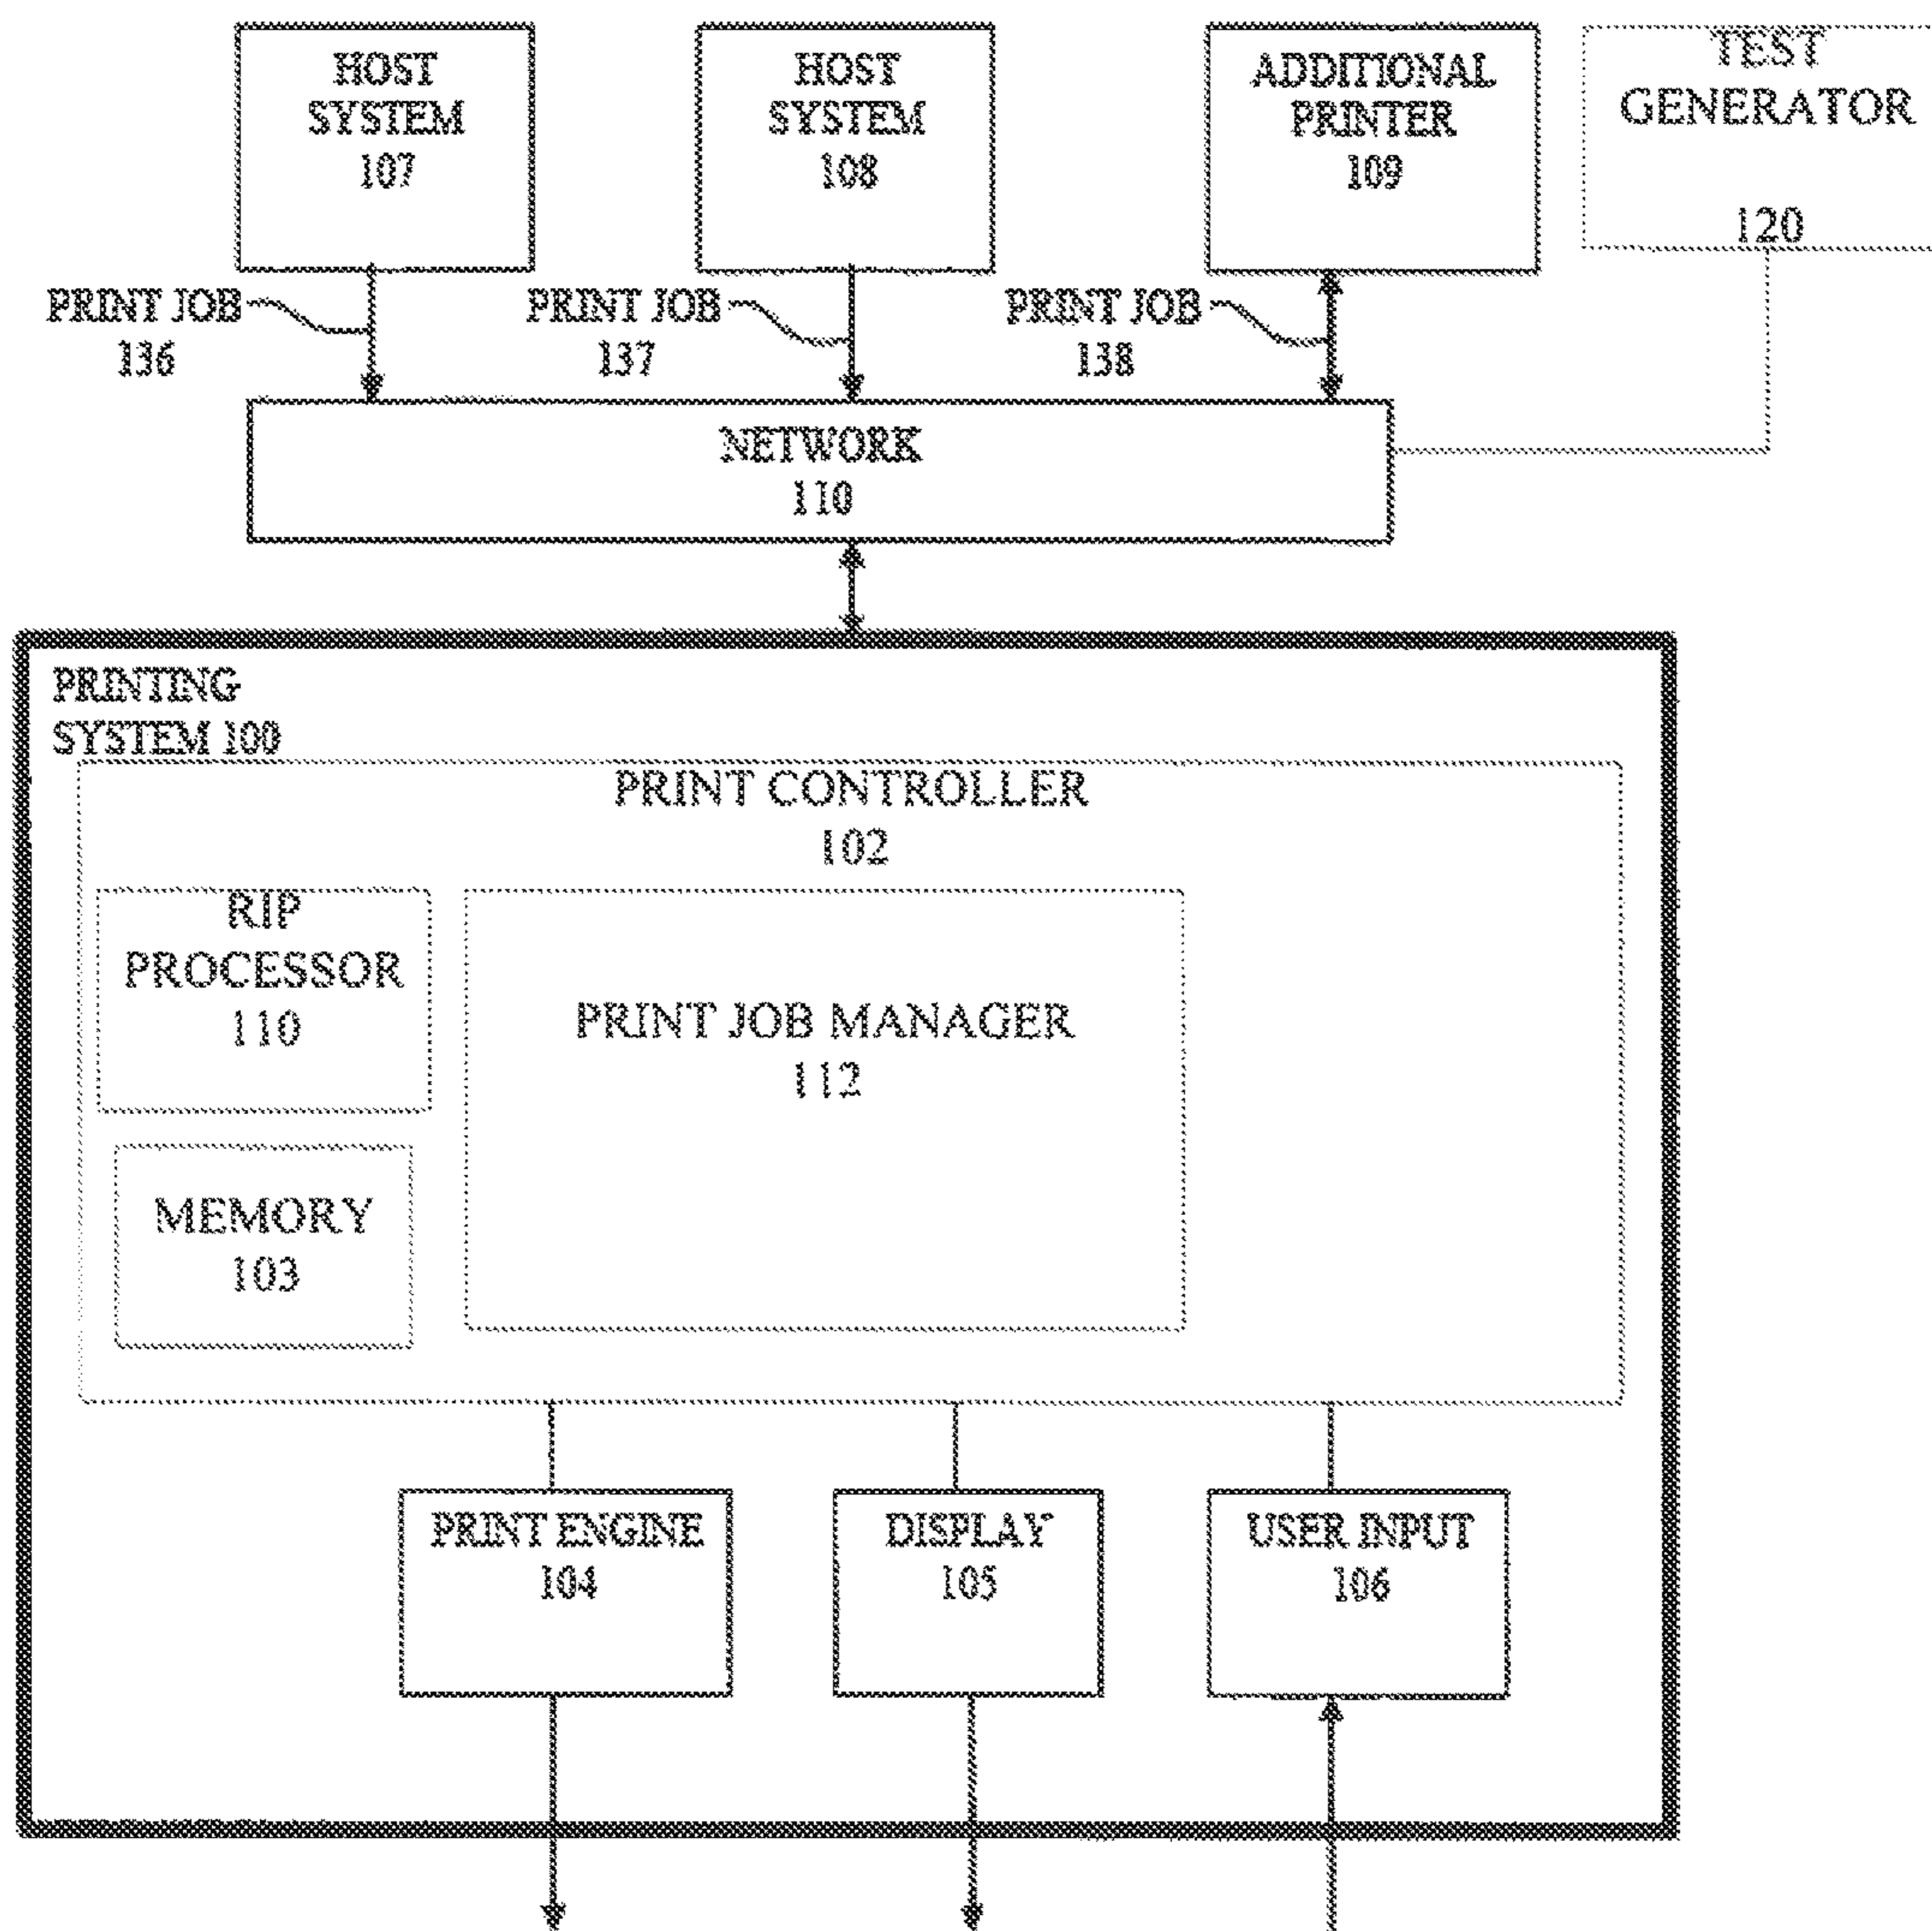 HOST
SYSTEM
107
HOST
SYSTEM
108
ADDITIONAL
PRINTER
109
TEST
GENERATOR
120
PRINT JOB
136
PRINT JOB
137
PRINT JOB
138
NETWORK
110
PRINTING
SYSTEM 100
PRINT CONTROLLER
102
RIP
PROCESSOR
110
PRINT JOB MANAGER
112
MEMORY
103
PRINT ENGINE
104
DISPLAY
105
USER INPUT
106